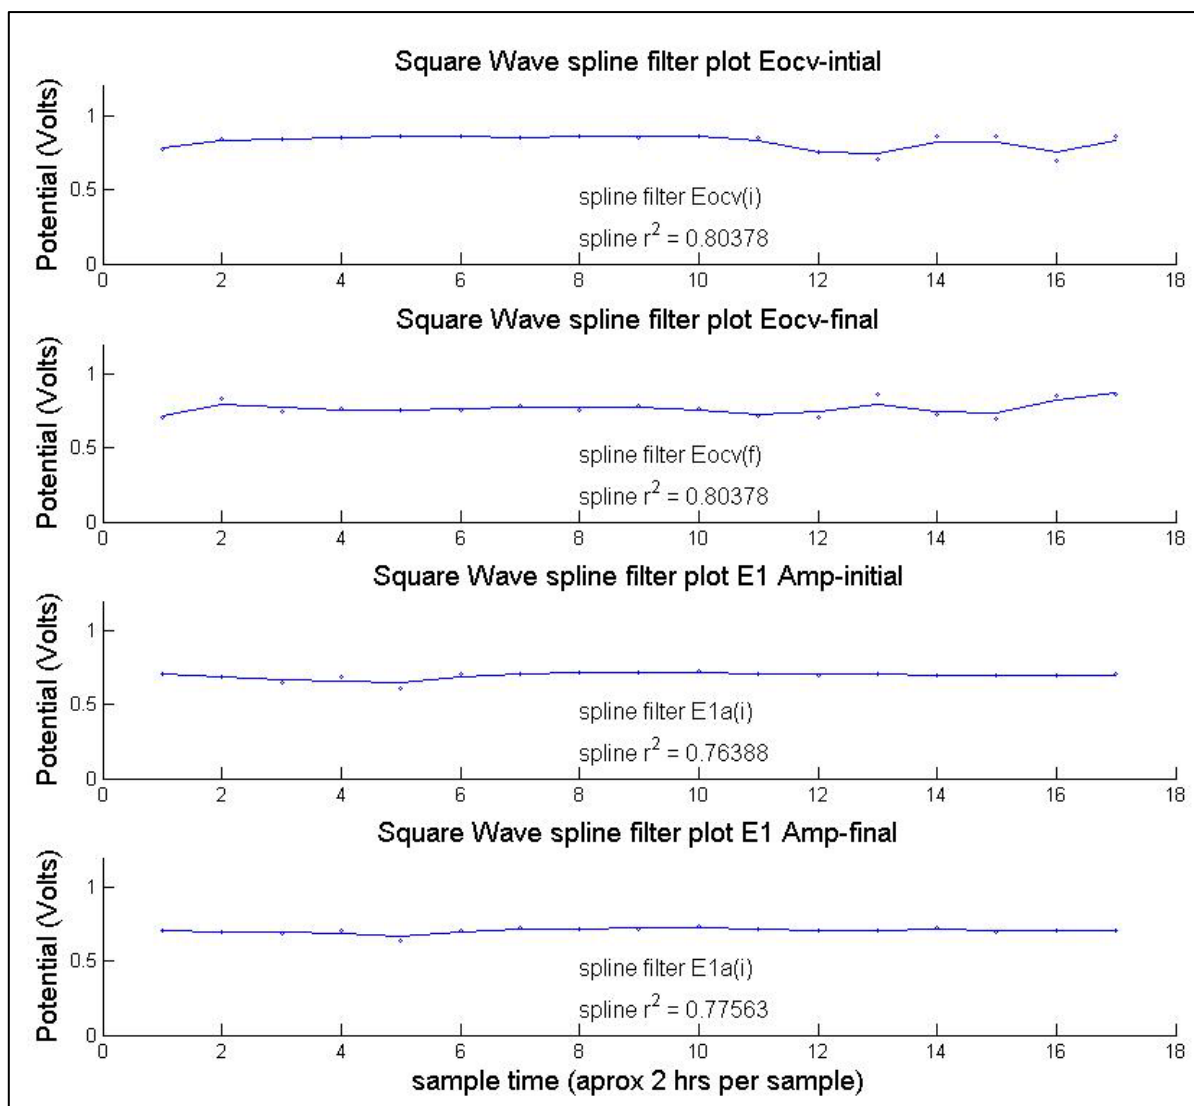 Square Wave spline filter plot Eocv-intial
Potential (Volts)
1
0.5
0
spline filter Eocv(i)
spline r² = 0.80378
0 2 4 6 8 10 12 14 16 18
Square Wave spline filter plot Eocv-final
Potential (Volts)
1
0.5
0
spline filter Eocv(f)
spline r² = 0.80378
0 2 4 6 8 10 12 14 16 18
Square Wave spline filter plot E1 Amp-initial
Potential (Volts)
1
0.5
0
spline filter E1a(i)
spline r² = 0.76388
0 2 4 6 8 10 12 14 16 18
Square Wave spline filter plot E1 Amp-final
Potential (Volts)
1
0.5
0
spline filter E1a(i)
spline r² = 0.77563
0 2 4 6 8 10 12 14 16 18
sample time (aprox 2 hrs per sample)